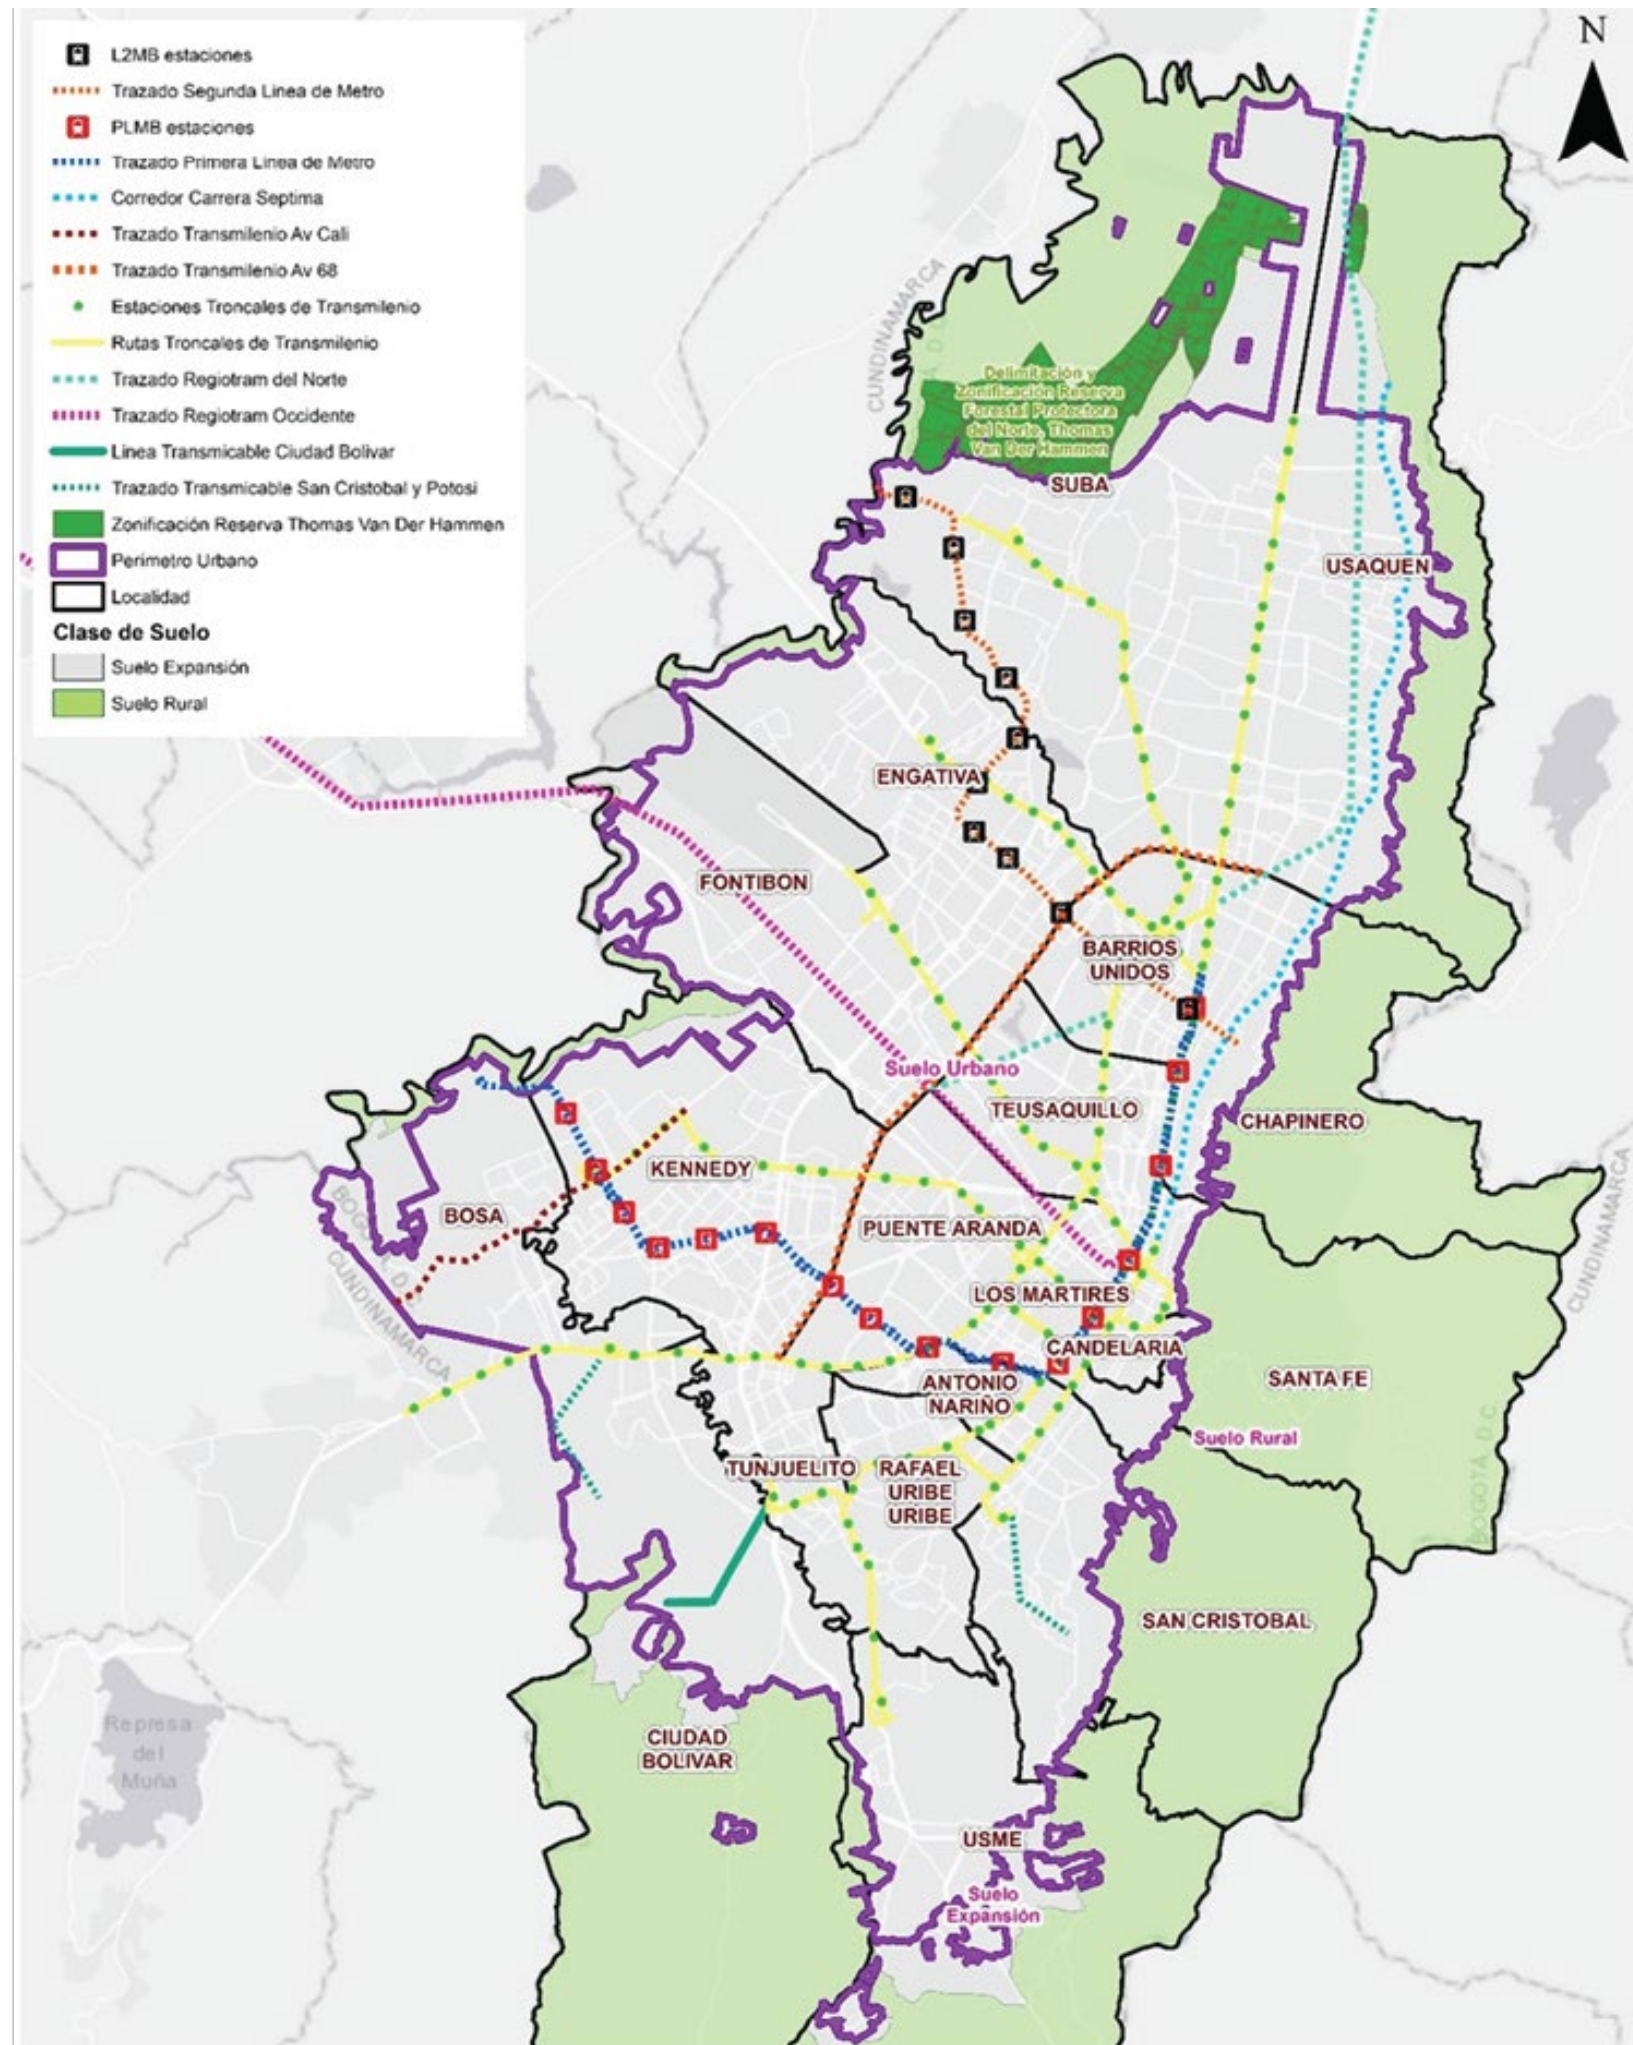 N
L2MB estaciones
Trazado Segunda Linea de Metro
PLMB estaciones
Trazado Primera Linea de Metro
Corredor Carrera Septima
Trazado Transmilenio Av Cali
Trazado Transmilenio Av 68
Estaciones Troncales de Transmilenio
Rutas Troncales de Transmilenio
Trazado Regiotram del Norte
Trazado Regiotram Occidente
Linea Transmicable Ciudad Bolivar
Trazado Transmicable San Cristobal y Potosi
Zonificación Reserva Thomas Van Der Hammen
Perimetro Urbano
Localidad
Clase de Suelo
Suelo Expansión
Suelo Rural
CUNDINAMARCA
Delimitación y
Zonificación Reserva
Forestal Protectora
del Norte, Thomas
Van Der Hammen
SUBA
USAQUEN
ENGATIVA
FONTIBON
BARRIOS
UNIDOS
Suelo Urbano
TEUSAQUILLO
CHAPINERO
KENNEDY
BOSA
PUENTE ARANDA
CUNDINAMARCA
CUNDINAMARCA
LOS MARTIRES
CANDELARIA
SANTA FE
ANTONIO
NARIÑO
Suelo Rural
TUNJUELITO
RAFAEL
URIBE
URIBE
BOGOTÁ D.C
SAN CRISTOBAL
Represa
del
Muña
CIUDAD
BOLIVAR
USME
Suelo
Expansión